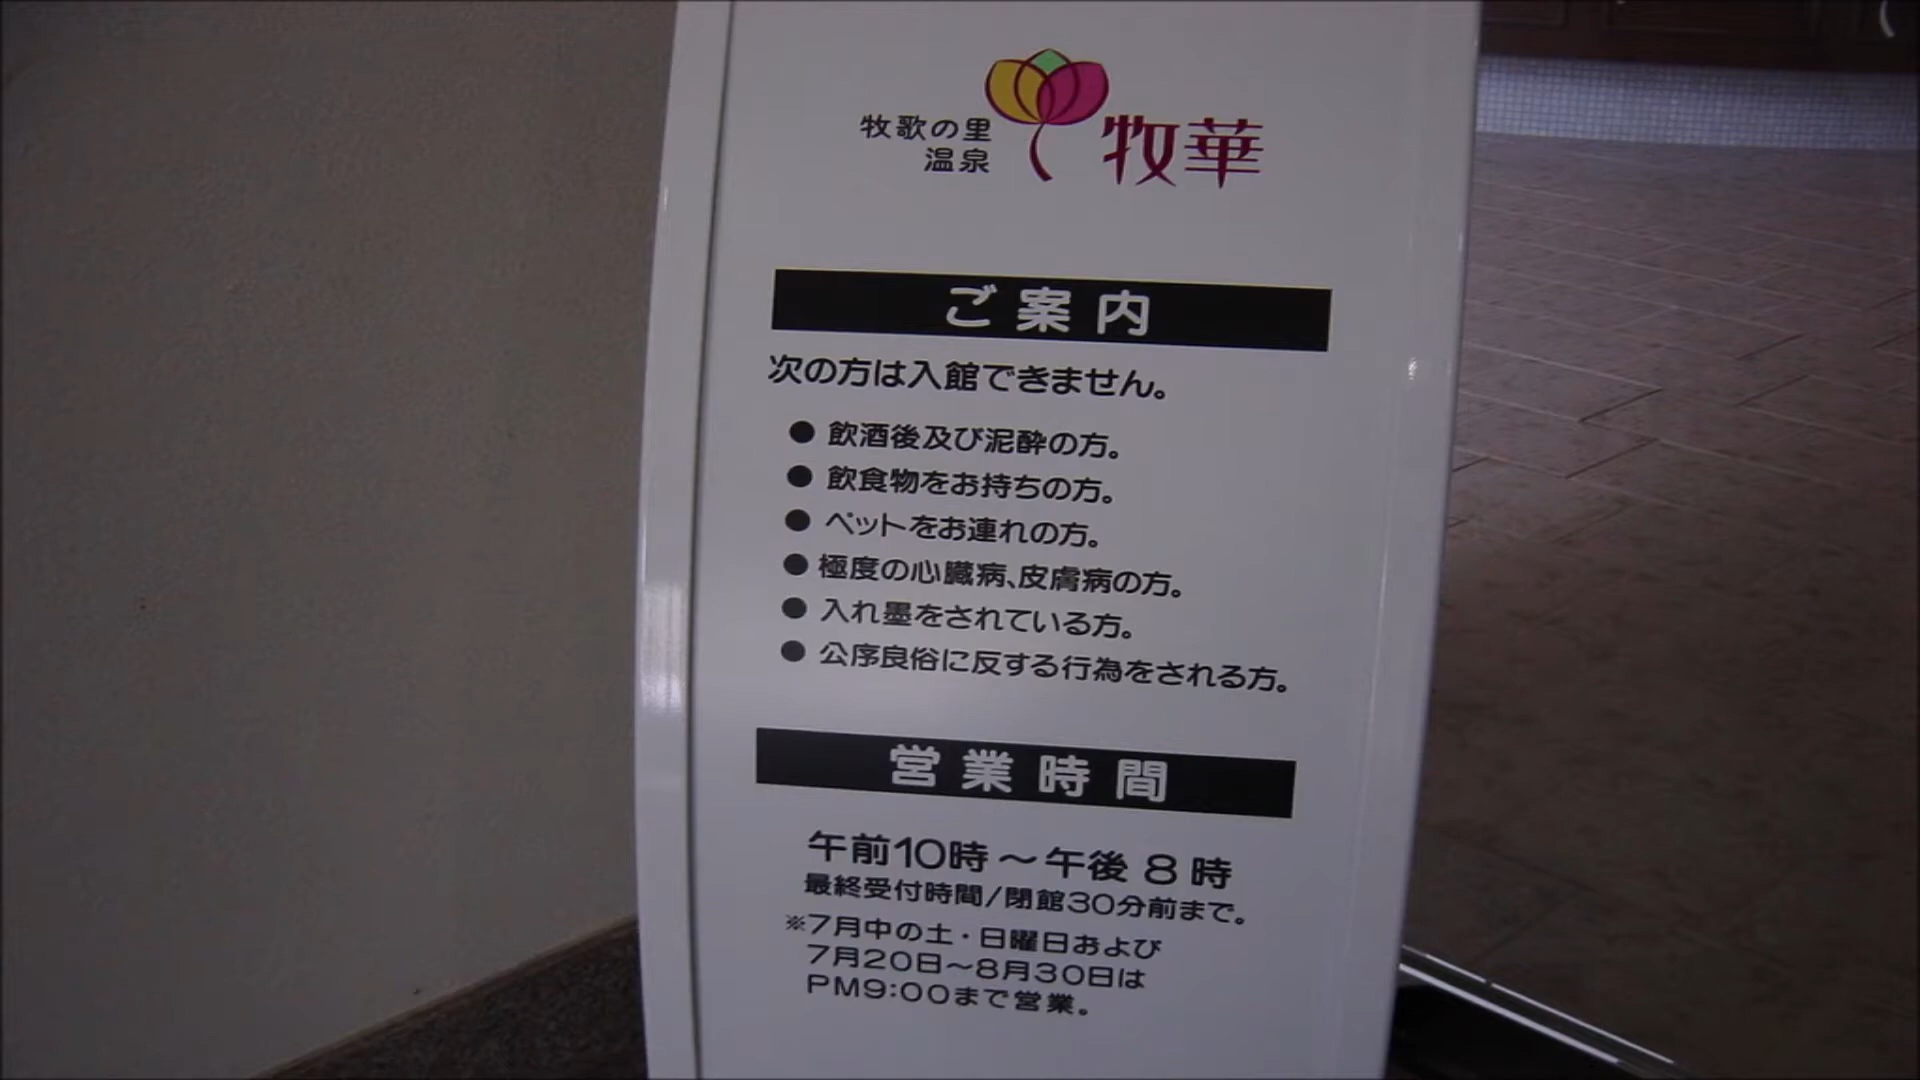 牧歌の里
温泉
牧華
ご案内
次の方は入館できません。
● 飲酒後及び泥酔の方。
● 飲食物をお持ちの方。
● ペットをお連れの方。
● 極度の心臓病、皮膚病の方。
● 入れ墨をされている方。
● 公序良俗に反する行為をされる方。
営業時間
午前10時～午後8時
最終受付時間/閉館30分前まで。
※7月中の土・日曜日および
7月20日～8月30日は
PM9:00まで営業。